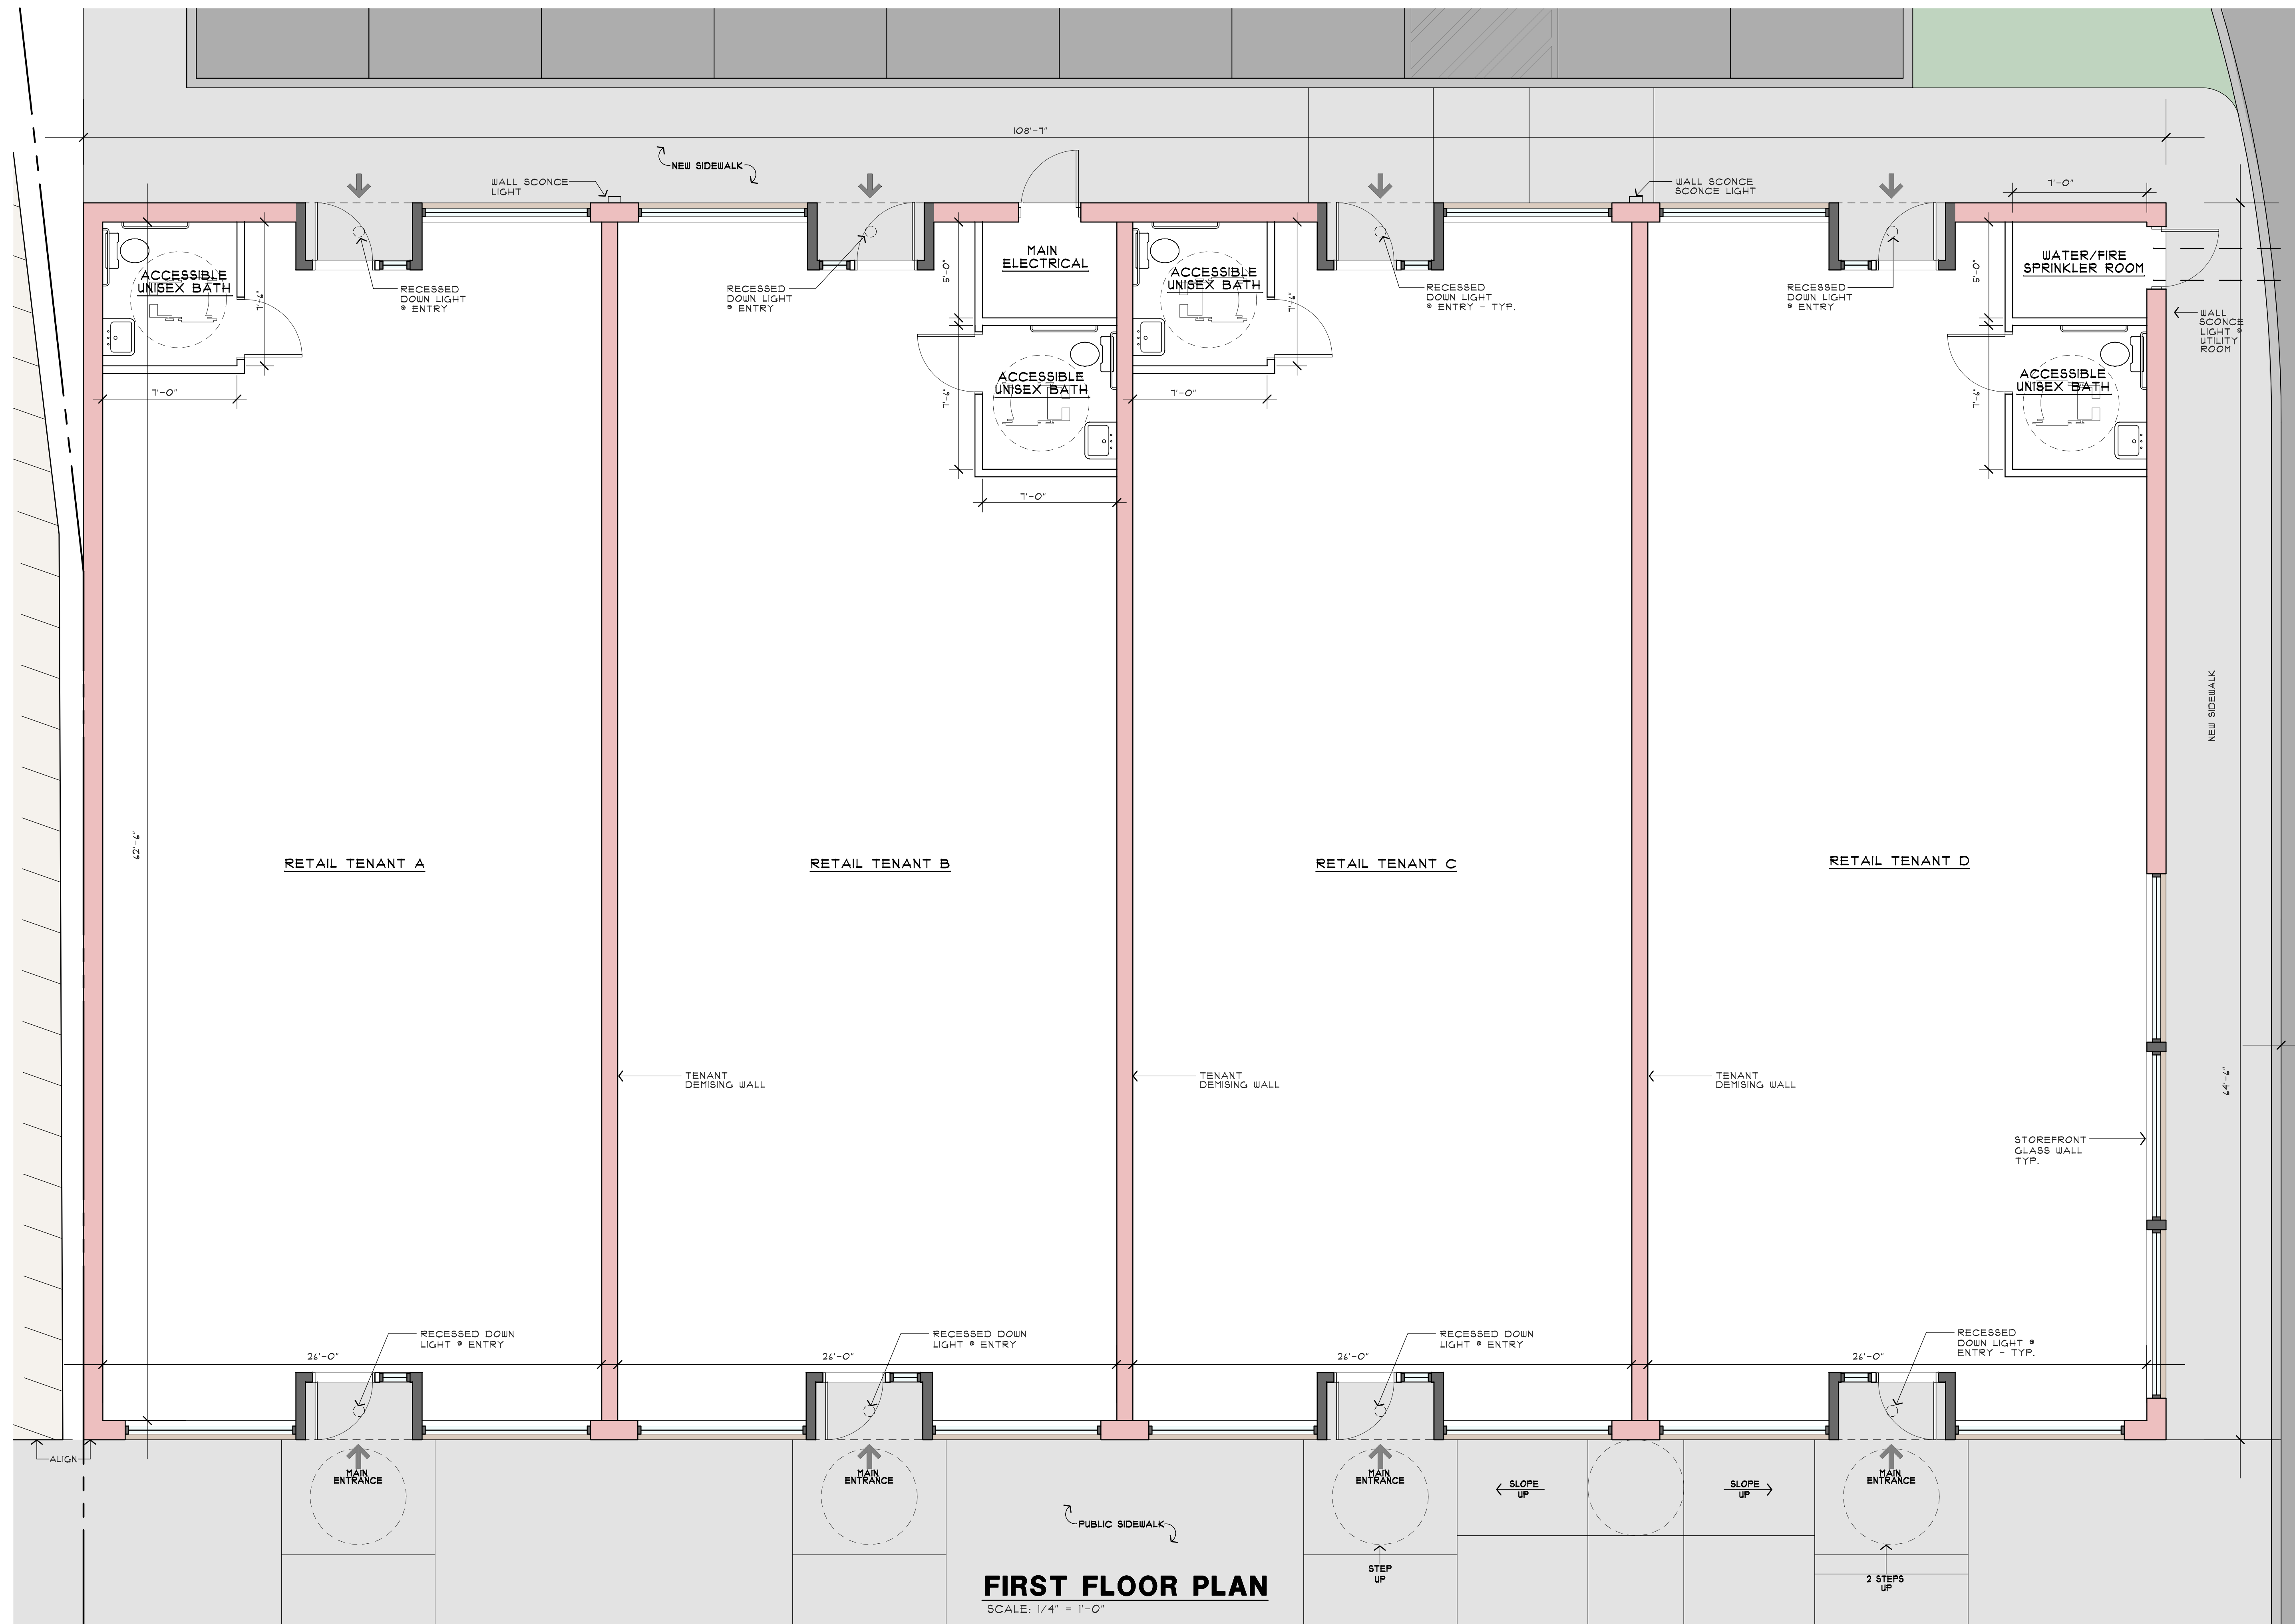 108'-7"
NEW SIDEWALK
WALL SCONCE
LIGHT
WALL SCONCE
SCONCE LIGHT
7'-0"
ACCESSIBLE
UNISEX BATH
7'-6"
7'-0"
RECESSED
DOWN LIGHT
@ ENTRY
RECESSED
DOWN LIGHT
@ ENTRY
5'-0"
MAIN
ELECTRICAL
ACCESSIBLE
UNISEX BATH
7'-6"
7'-0"
ACCESSIBLE
UNISEX BATH
7'-6"
7'-0"
RECESSED
DOWN LIGHT
@ ENTRY - TYP.
RECESSED
DOWN LIGHT
@ ENTRY
5'-0"
WATER/FIRE
SPRINKLER ROOM
WALL
SCONCE
LIGHT @
UTILITY
ROOM
ACCESSIBLE
UNISEX BATH
7'-6"
NEW SIDEWALK
62'-6"
RETAIL TENANT A
RETAIL TENANT B
RETAIL TENANT C
RETAIL TENANT D
TENANT
DEMISING WALL
TENANT
DEMISING WALL
TENANT
DEMISING WALL
64'-6"
STOREFRONT
GLASS WALL
TYP.
RECESSED DOWN
LIGHT @ ENTRY
RECESSED DOWN
LIGHT @ ENTRY
RECESSED DOWN
LIGHT @ ENTRY
RECESSED
DOWN LIGHT @
ENTRY - TYP.
26'-0"
26'-0"
26'-0"
26'-0"
ALIGN
MAIN
ENTRANCE
MAIN
ENTRANCE
MAIN
ENTRANCE
MAIN
ENTRANCE
SLOPE
UP
SLOPE
UP
PUBLIC SIDEWALK
STEP
UP
2 STEPS
UP
FIRST FLOOR PLAN
SCALE: 1/4" = 1'-0"